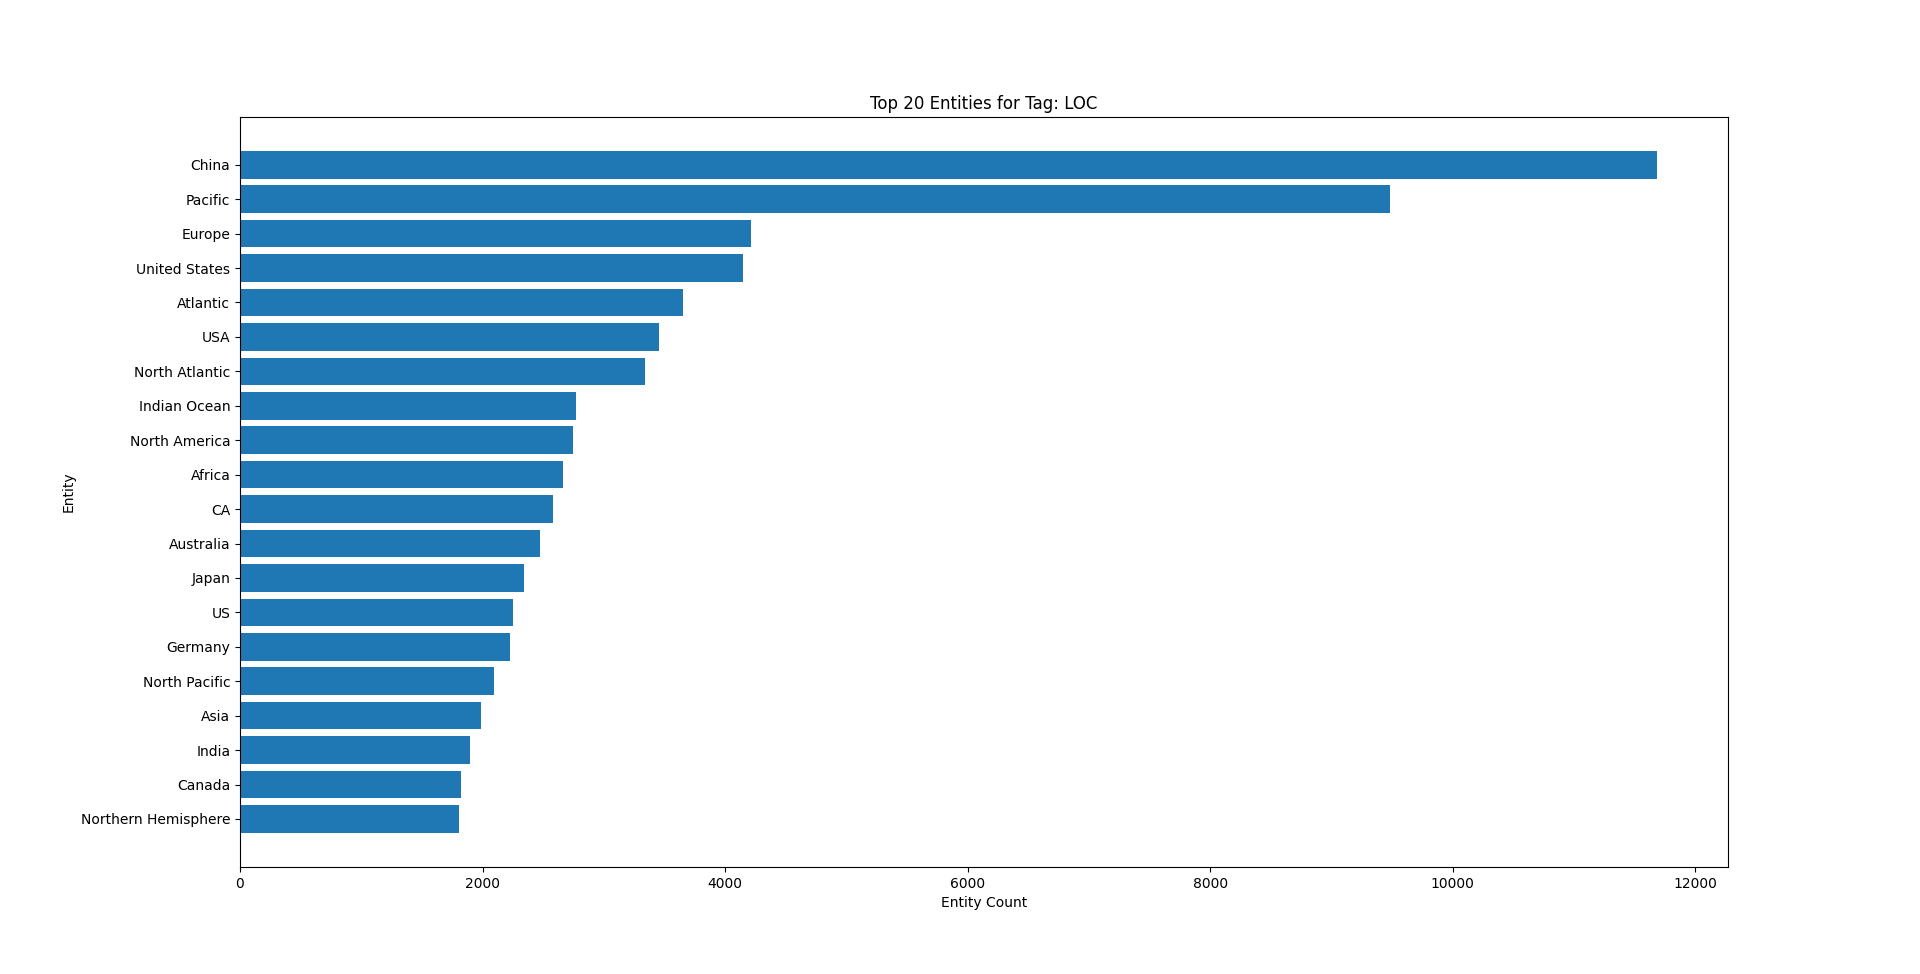 Top 20 Entities for Tag: LOC
Entity
China
Pacific
Europe
United States
Atlantic
USA
North Atlantic
Indian Ocean
North America
Africa
CA
Australia
Japan
US
Germany
North Pacific
Asia
India
Canada
Northern Hemisphere
0 2000 4000 6000 8000 10000 12000
Entity Count